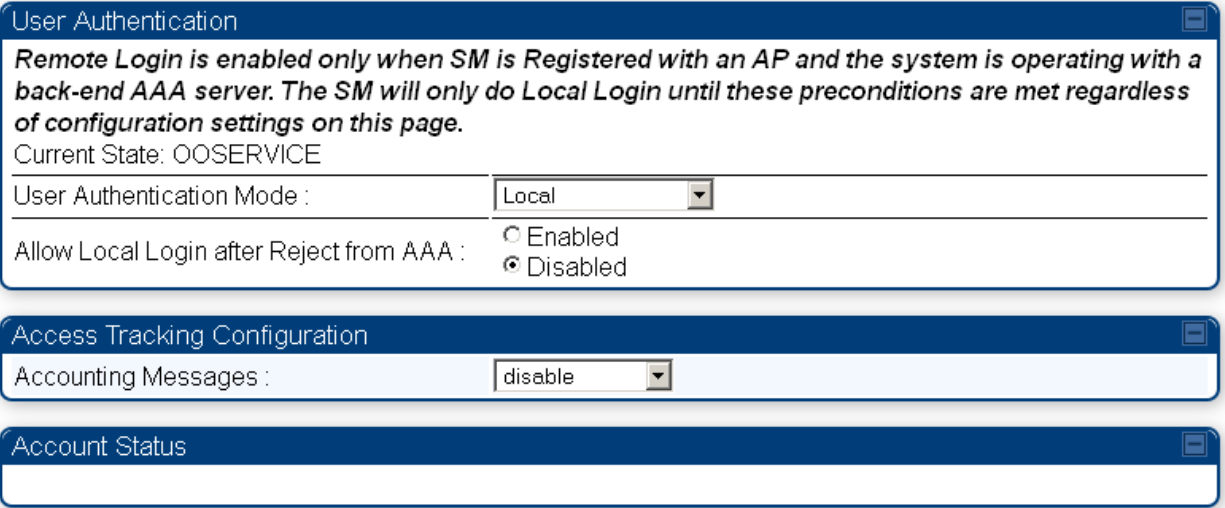 User Authentication
Remote Login is enabled only when SM is Registered with an AP and the system is operating with a
back-end AAA server. The SM will only do Local Login until these preconditions are met regardless
of configuration settings on this page.
Current State: OOSERVICE
User Authentication Mode : Local
Allow Local Login after Reject from AAA : Enabled
Disabled
Access Tracking Configuration
Accounting Messages : disable
Account Status